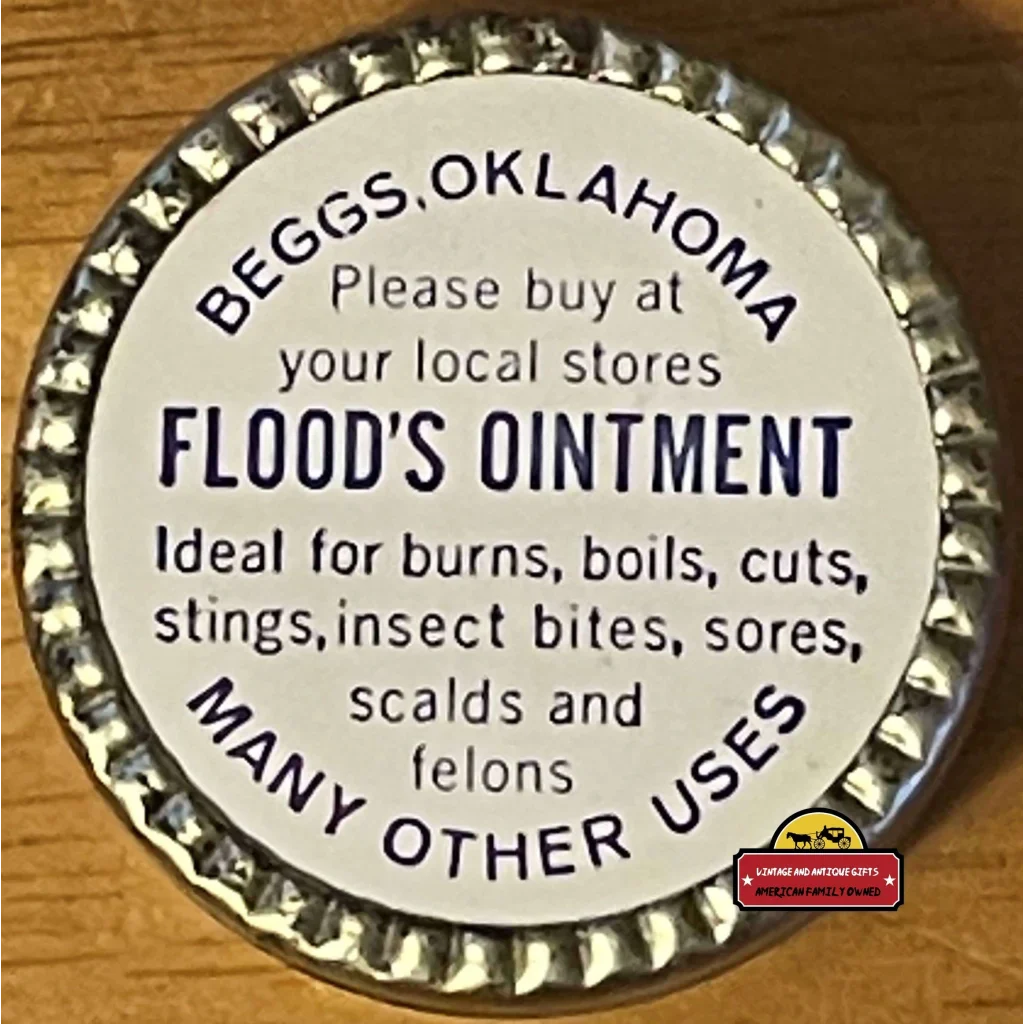 BEGGS, OKLAHOMA
Please buy at
your local stores
FLOOD'S OINTMENT
Ideal for burns, boils, cuts,
stings, insect bites, sores,
scalds and
felons
MANY OTHER USES
VINTAGE AND ANTIQUE GIFTS
AMERICAN FAMILY OWNED